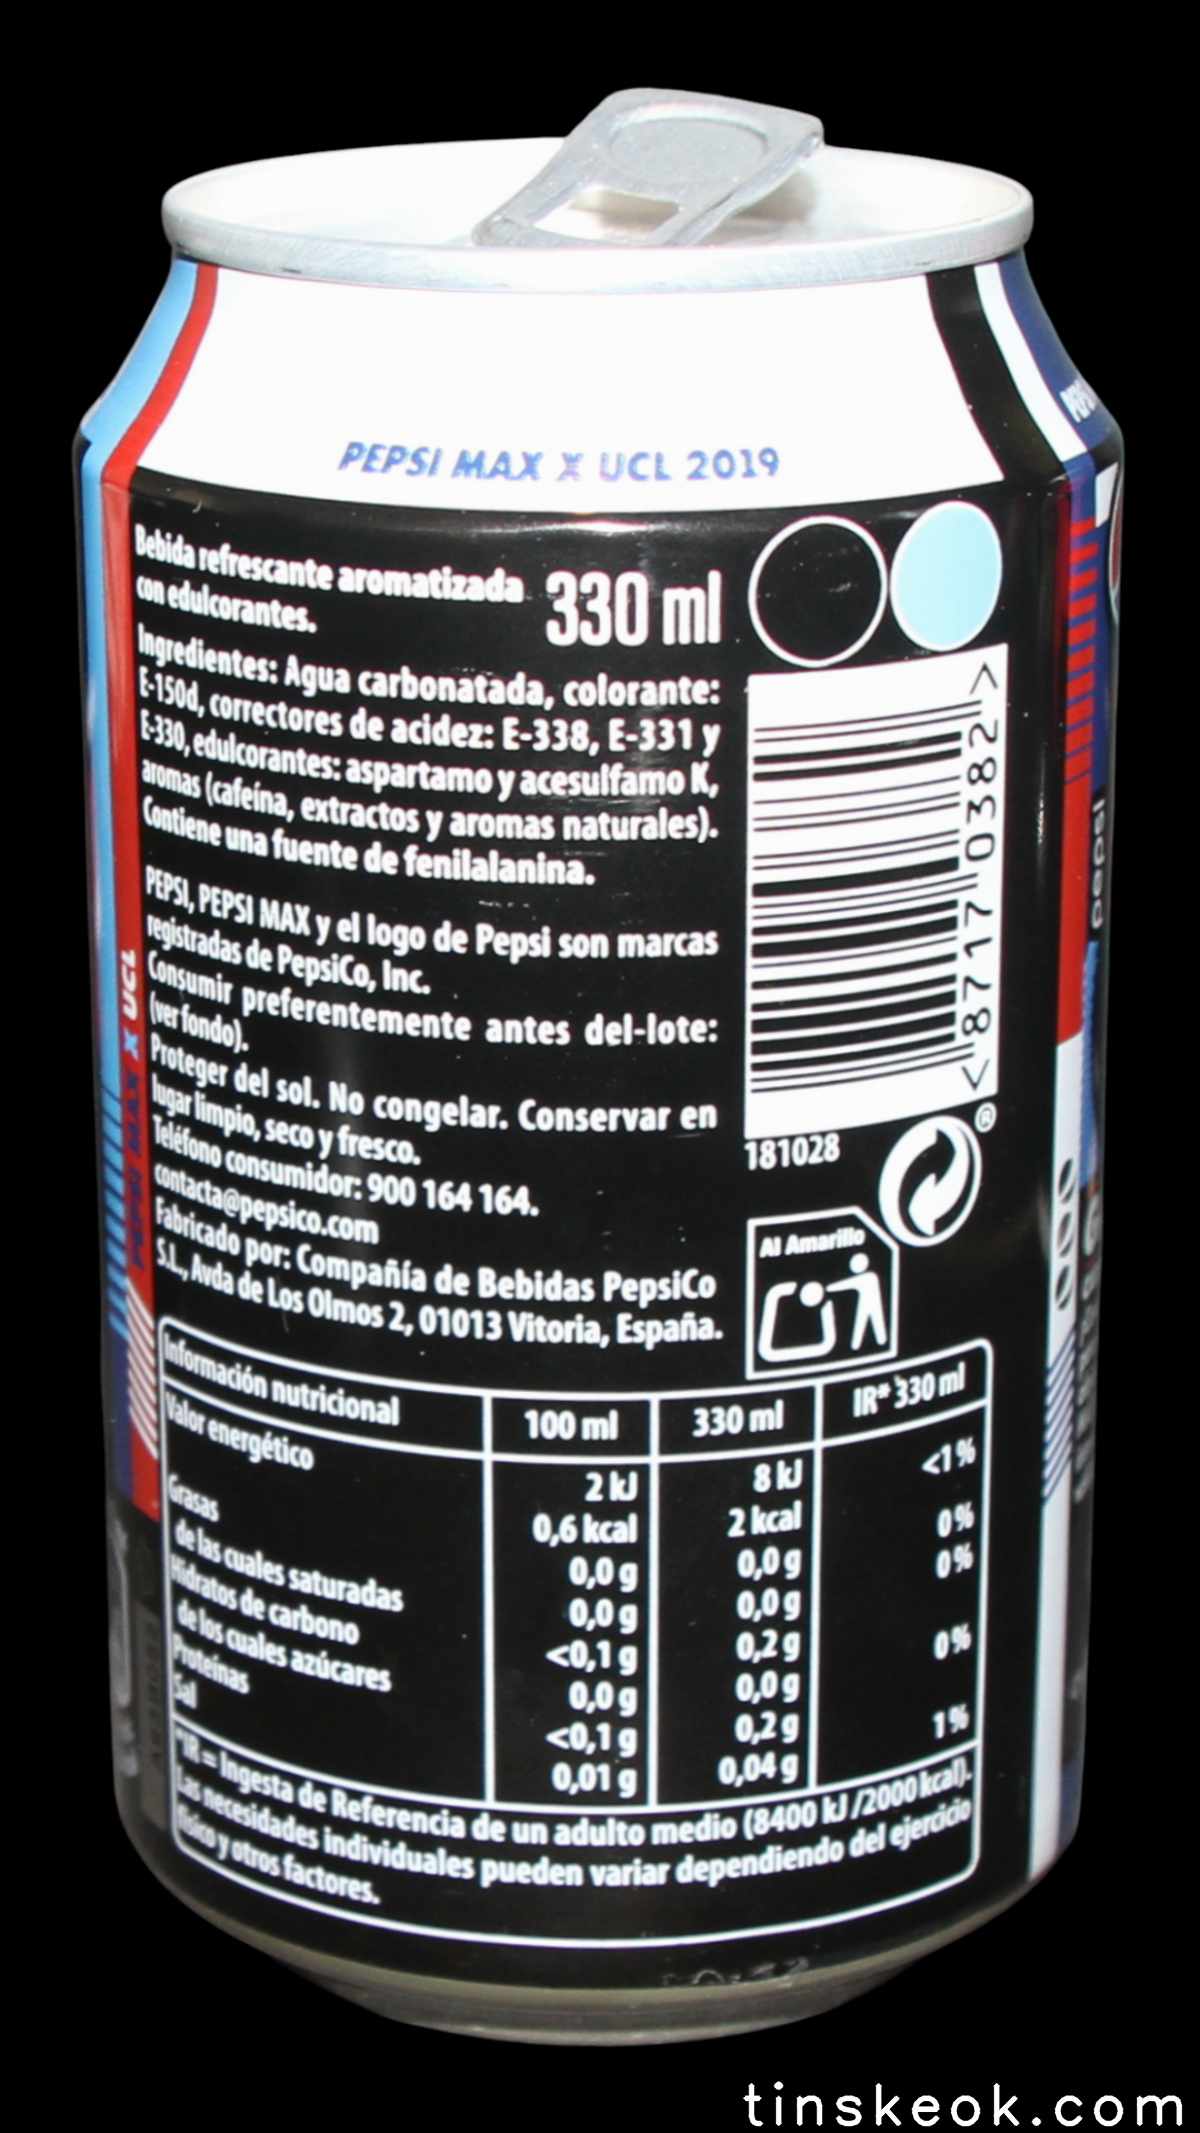 PEPSI MAX X UCL 2019
Bebida refrescante aromatizada
con edulcorantes.
330 ml
Ingredientes: Agua carbonatada, colorante:
E-150d, correctores de acidez: E-338, E-331 y
E-330, edulcorantes: aspartamo y acesulfamo K,
aromas (cafeína, extractos y aromas naturales).
Contiene una fuente de fenilalanina.
PEPSI, PEPSI MAX y el logo de Pepsi son marcas
registradas de PepsiCo, Inc.
Consumir preferentemente antes del-lote:
(ver fondo).
Proteger del sol. No congelar. Conservar en
lugar limpio, seco y fresco.
Teléfono consumidor: 900 164 164.
contacta@pepsico.com
Fabricado por: Compañía de Bebidas PepsiCo
S.L., Avda de Los Olmos 2, 01013 Vitoria, España.
<87170382>
181028
®
Al Amarillo
Información nutricional 100 ml 330 ml IR* 330 ml
Valor energético 2 kJ 8 kJ <1%
0,6 kcal 2 kcal
Grasas 0,0 g 0,0 g 0%
de las cuales saturadas 0,0 g 0,0 g 0%
Hidratos de carbono <0,1 g 0,2 g
de los cuales azúcares 0,0 g 0,0 g 0%
Proteínas <0,1 g 0,2 g
Sal 0,01 g 0,04 g 1%
*IR = Ingesta de Referencia de un adulto medio (8400 kJ /2000 kcal).
Las necesidades individuales pueden variar dependiendo del ejercicio
físico y otros factores.
PEPSI MAX X UCL
pepsi
tinskeok.com